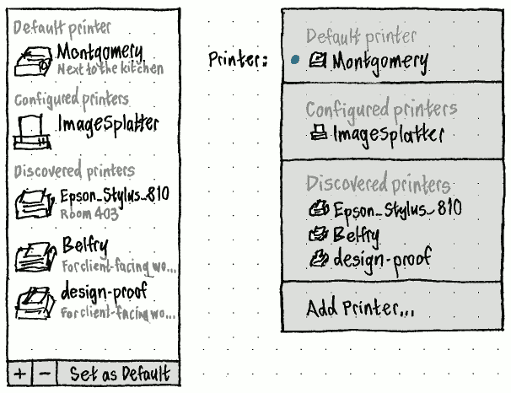 Default printer
Montgomery
Next to the kitchen
Configured printers
ImageSplatter
Discovered printers
Epson_Stylus_810
Room 403
Belfry
For client-facing wo...
design-proof
For client-facing wo...
+ - Set as Default
Printer:
Default printer
Montgomery
Configured printers
ImageSplatter
Discovered printers
Epson_Stylus_810
Belfry
design-proof
Add Printer...